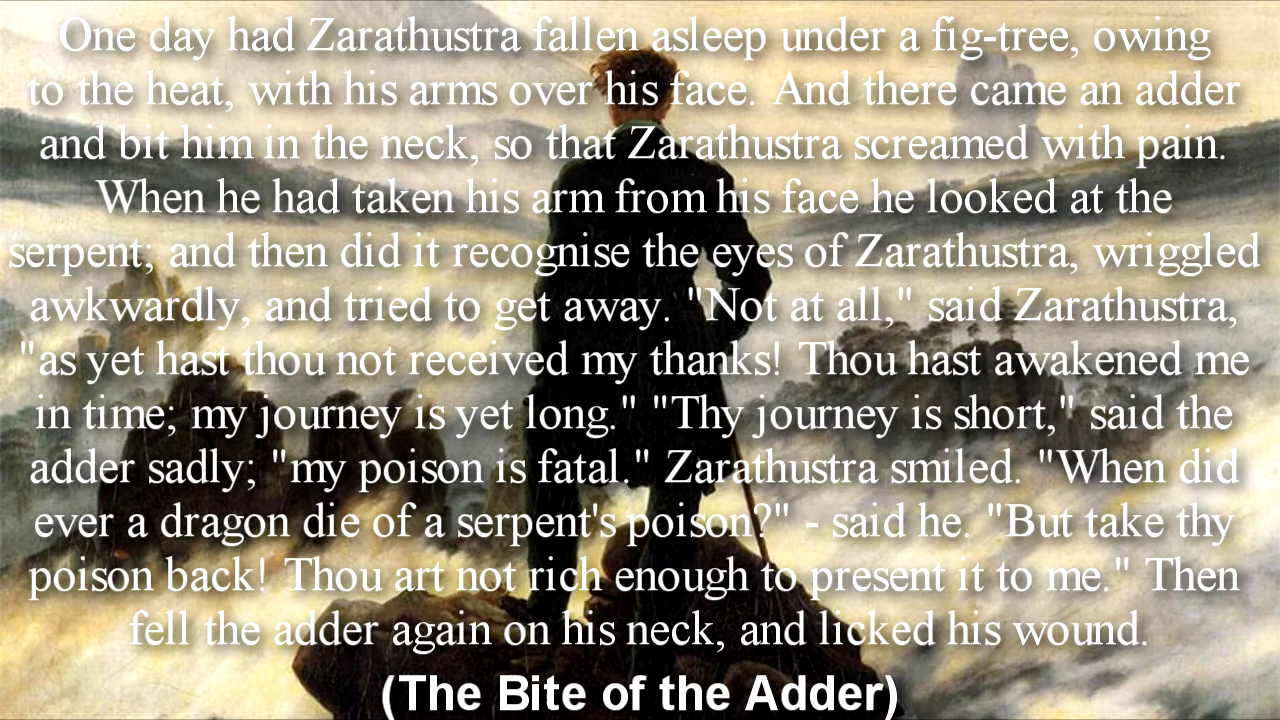 One day had Zarathustra fallen asleep under a fig-tree, owing
to the heat, with his arms over his face. And there came an adder
and bit him in the neck, so that Zarathustra screamed with pain.
When he had taken his arm from his face he looked at the
serpent; and then did it recognise the eyes of Zarathustra, wriggled
awkwardly, and tried to get away. "Not at all," said Zarathustra,
"as yet hast thou not received my thanks! Thou hast awakened me
in time; my journey is yet long." "Thy journey is short," said the
adder sadly; "my poison is fatal." Zarathustra smiled. "When did
ever a dragon die of a serpent's poison?" - said he. "But take thy
poison back! Thou art not rich enough to present it to me." Then
fell the adder again on his neck, and licked his wound.
(The Bite of the Adder)